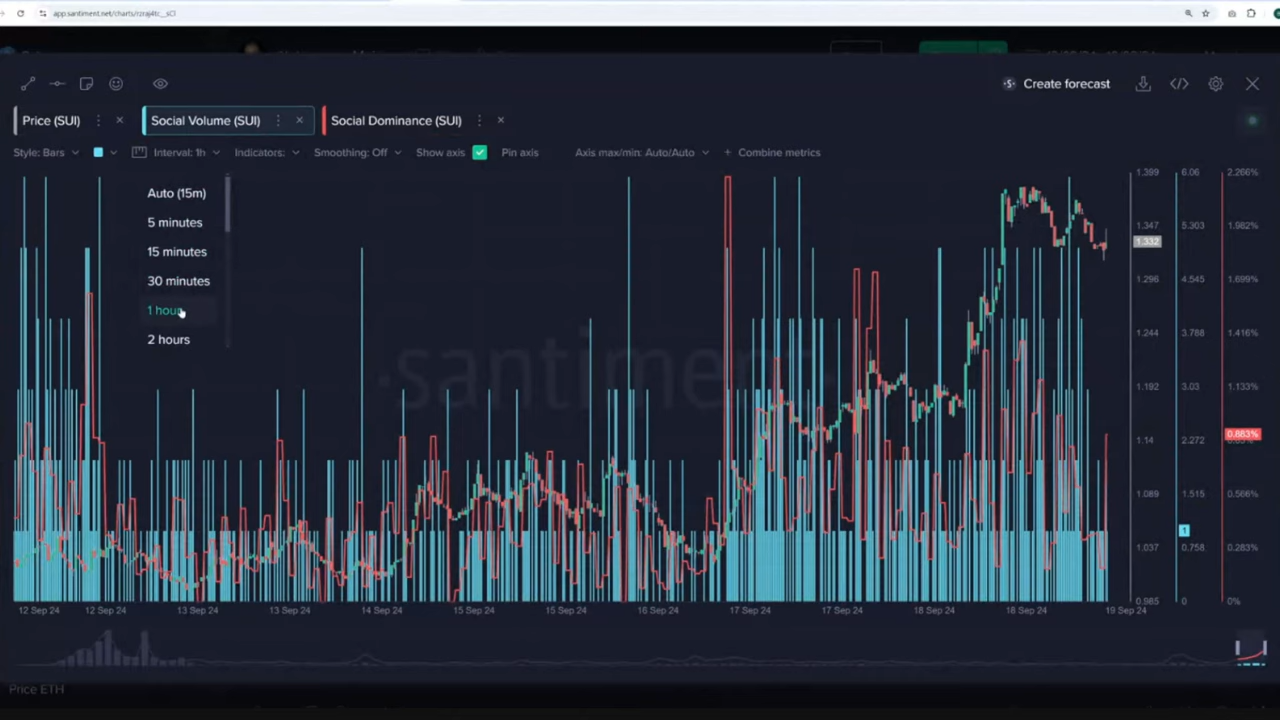 app.santiment.net/charts/rzraj4tc__sCl
Create forecast
Price (SUI)
Social Volume (SUI)
Social Dominance (SUI)
Style: Bars
Interval: 1h
Indicators:
Smoothing: Off
Show axis
Pin axis
Axis max/min: Auto/Auto
+ Combine metrics
Auto (15m)
5 minutes
15 minutes
30 minutes
1 hour
2 hours
·santiment·
1.399 6.06 2.266%
1.347 5.303 1.982%
1.332
1.296 4.545 1.699%
1.244 3.788 1.416%
1.192 3.03 1.133%
0.883%
1.14 2.272
1.089 1.515 0.566%
1
1.037 0.758 0.283%
0.985 0 0%
12 Sep 24 12 Sep 24 13 Sep 24 13 Sep 24 14 Sep 24 15 Sep 24 15 Sep 24 16 Sep 24 17 Sep 24 17 Sep 24 18 Sep 24 18 Sep 24 19 Sep 24
Price ETH